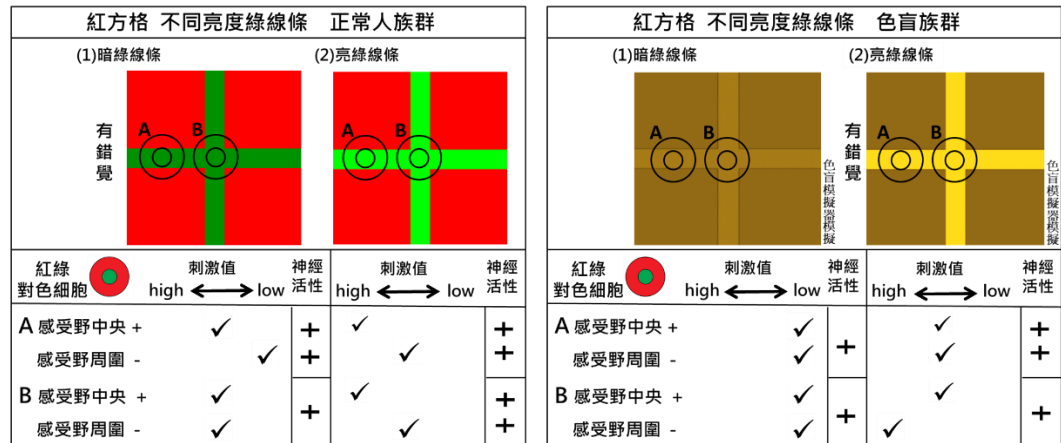 紅方格 不同亮度綠線條 正常人族群
(1)暗綠線條
(2)亮綠線條
有錯覺
A
B
A
B
紅綠
對色細胞
刺激值
high
low
神經
活性
刺激值
high
low
神經
活性
A 感受野中央 +
✓
+
✓
+
感受野周圍 -
✓
+
✓
+
B 感受野中央 +
✓
+
✓
+
感受野周圍 -
✓
✓
+
紅方格 不同亮度綠線條 色盲族群
(1)暗綠線條
(2)亮綠線條
A
B
色盲模擬器模擬
有錯覺
A
B
色盲模擬器模擬
紅綠
對色細胞
刺激值
high
low
神經
活性
刺激值
high
low
神經
活性
A 感受野中央 +
✓
+
✓
+
感受野周圍 -
✓
✓
+
B 感受野中央 +
✓
+
✓
+
感受野周圍 -
✓
✓